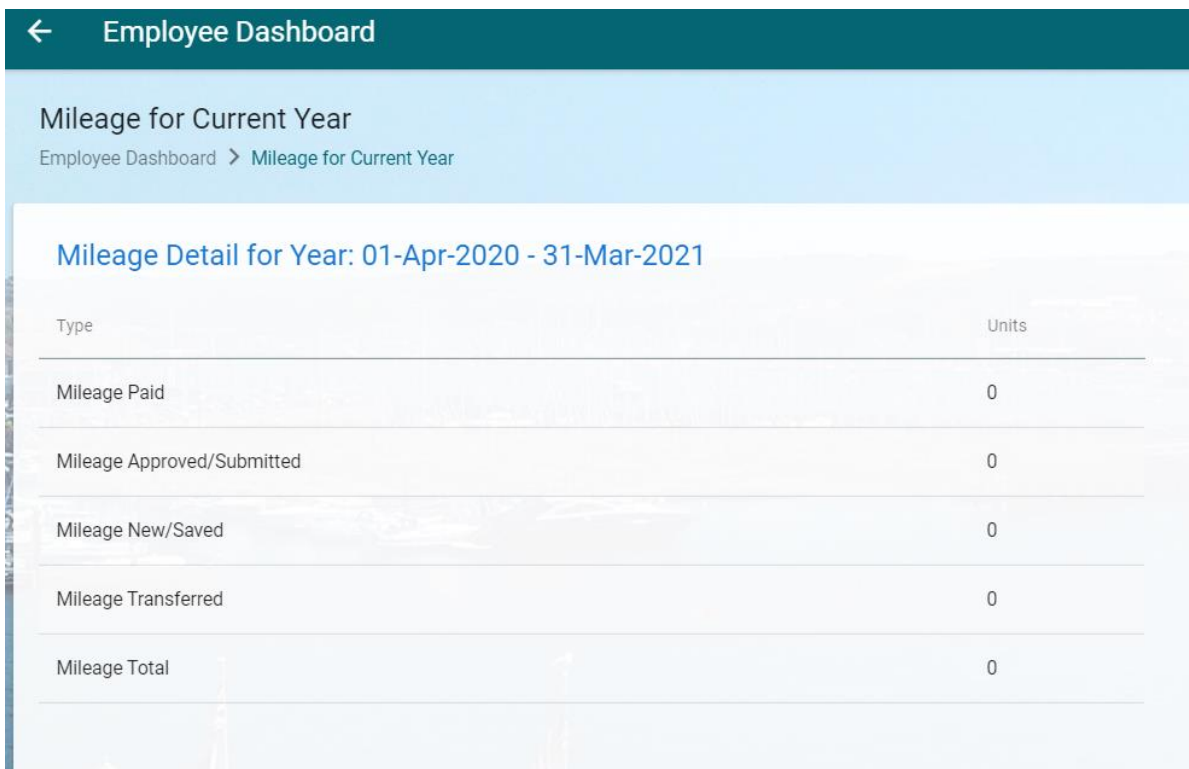 Employee Dashboard
Mileage for Current Year
Employee Dashboard > Mileage for Current Year
Mileage Detail for Year: 01-Apr-2020 - 31-Mar-2021
Type Units
Mileage Paid 0
Mileage Approved/Submitted 0
Mileage New/Saved 0
Mileage Transferred 0
Mileage Total 0